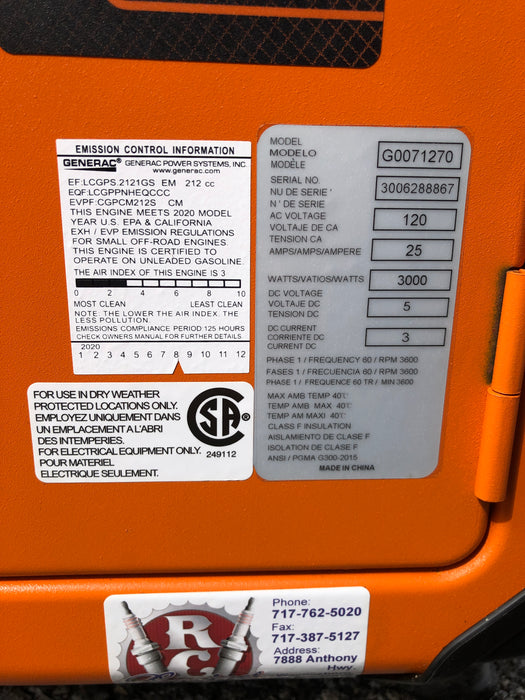 EMISSION CONTROL INFORMATION
GENERAC® GENERAC POWER SYSTEMS, INC.
www.generac.com
EF:LCGPS.2121GS EM 212 cc
EQF:LCGPPNHEQCCC
EVPF:CGPCM212S CM
THIS ENGINE MEETS 2020 MODEL
YEAR U.S. EPA & CALIFORNIA
EXH / EVP EMISSION REGULATIONS
FOR SMALL OFF-ROAD ENGINES.
THIS ENGINE IS CERTIFIED TO
OPERATE ON UNLEADED GASOLINE.
THE AIR INDEX OF THIS ENGINE IS 3
0 2 4 6 8 10
MOST CLEAN LEAST CLEAN
NOTE: THE LOWER THE AIR INDEX. THE
LESS POLLUTION.
EMISSIONS COMPLIANCE PERIOD:125 HOURS
CHECK OWNERS MANUAL FOR FURTHER DETAILS
2020
1 2 3 4 5 6 7 8 9 10 11 12
FOR USE IN DRY WEATHER
PROTECTED LOCATIONS ONLY.
EMPLOYEZ UNIQUEMENT DANS
UN EMPLACEMENT A L'ABRI
DES INTEMPERIES.
FOR ELECTRICAL EQUIPMENT ONLY.
POUR MATERIEL
ELECTRIQUE SEULEMENT.
CSA®
249112
MODEL
MODELO
MODÈLE
G0071270
SERIAL NO.
NU DE SERIE '
N ' DE SERIE
3006288867
AC VOLTAGE
VOLTAJE DE CA
TENSION CA
120
AMPS/AMPS/AMPERE
25
WATTS/VATIOS/WATTS
3000
DC VOLTAGE
VOLTAJE DC
TENSION DC
5
DC CURRENT
CORRIENTE DC
CURRENT DC
3
PHASE 1 / FREQUENCY 60 / RPM 3600
FASES 1 / FRECUENCIA 60 / RPM 3600
PHASE 1 / FREQUENCE 60 TR / MIN 3600
MAX AMB TEMP 40℃
TEMP AMB MAX 40℃
TEMP AMBI MAXI 40℃
CLASS F INSULATION
AISLAMIENTO DE CLASE F
ISOLATION DE CLASE F
ANSI / PGMA G300-2015
MADE IN CHINA
R
G
Phone:
717-762-5020
Fax:
717-387-5127
Address:
7888 Anthony
Hwy.